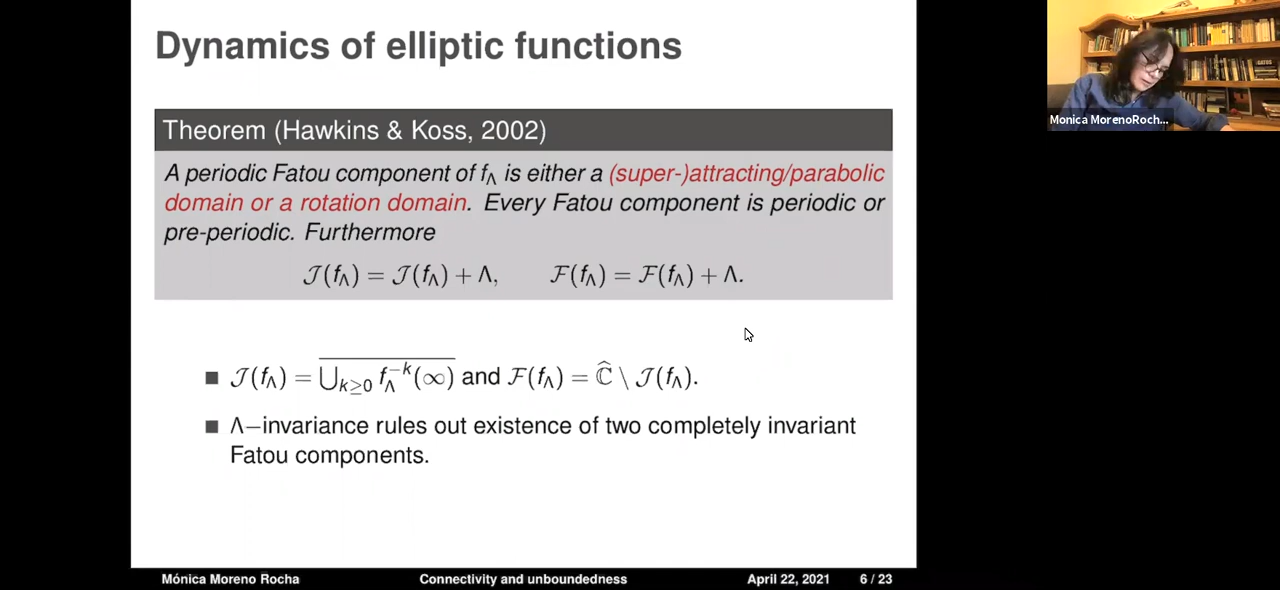 Dynamics of elliptic functions
Theorem (Hawkins & Koss, 2002)
A periodic Fatou component of f_Λ is either a (super-)attracting/parabolic
domain or a rotation domain. Every Fatou component is periodic or
pre-periodic. Furthermore
𝒥(f_Λ) = 𝒥(f_Λ) + Λ, ℱ(f_Λ) = ℱ(f_Λ) + Λ.
■ 𝒥(f_Λ) = \overline{⋃_{k≥0} f_Λ^{-k}(∞)} and ℱ(f_Λ) = \widehat{ℂ} \ 𝒥(f_Λ).
■ Λ–invariance rules out existence of two completely invariant
Fatou components.
Mónica Moreno Rocha Connectivity and unboundedness April 22, 2021 6 / 23
Monica MorenoRoch...